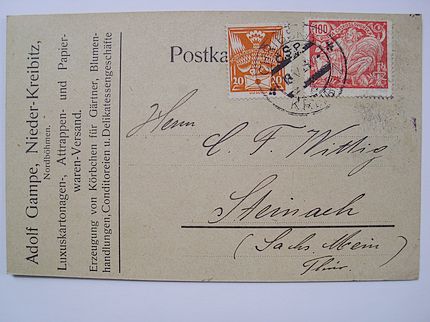 Adolf Gampe, Nieder-Kreibitz,
Nordböhmen.
Luxuskartonagen-, Attrappen- und Papier-
waren-Versand.
Erzeugung von Körbchen für Gärtner, Blumen-
handlungen, Conditoreien u. Delikatessengeschäfte
Postka
20
100
ČSP
Herrn
C. F. Wittig
Steinach
(Sachs. Mein)
Thür.